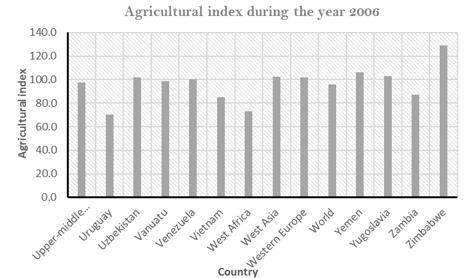 Agricultural index during the year 2006
140.0
120.0
100.0
80.0
60.0
40.0
20.0
0.0
Agricultural index
Upper-middle...
Uruguay
Uzbekistan
Vanuatu
Venezuela
Vietnam
West Africa
West Asia
Western Europe
World
Yemen
Yugoslavia
Zambia
Zimbabwe
Country